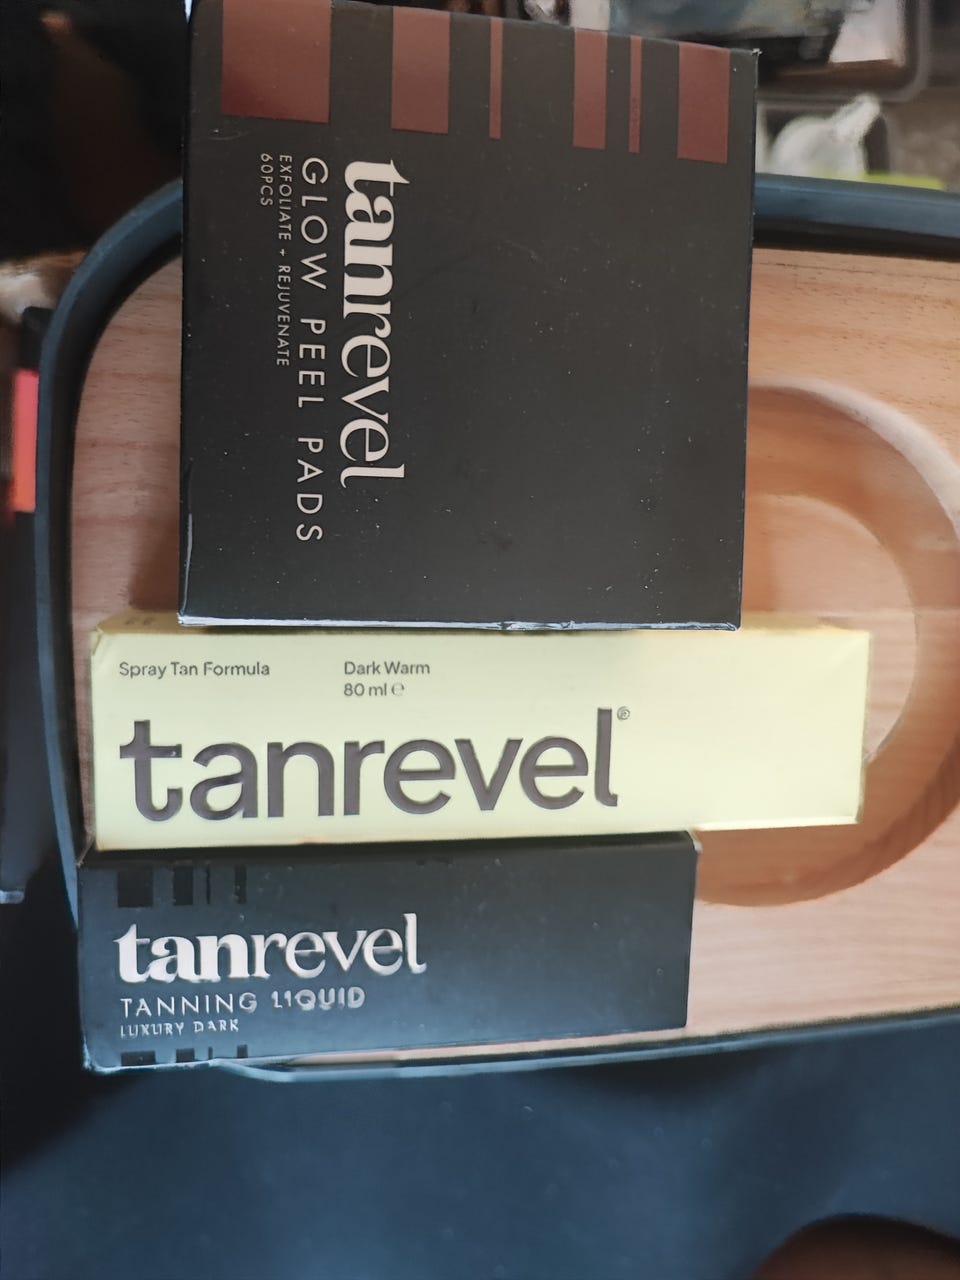 tanrevel
GLOW PEEL PADS
EXFOLIATE + REJUVENATE
60PCS
Spray Tan Formula
Dark Warm
80 ml ℮
tanrevel®
tanrevel
TANNING LIQUID
LUXURY DARK